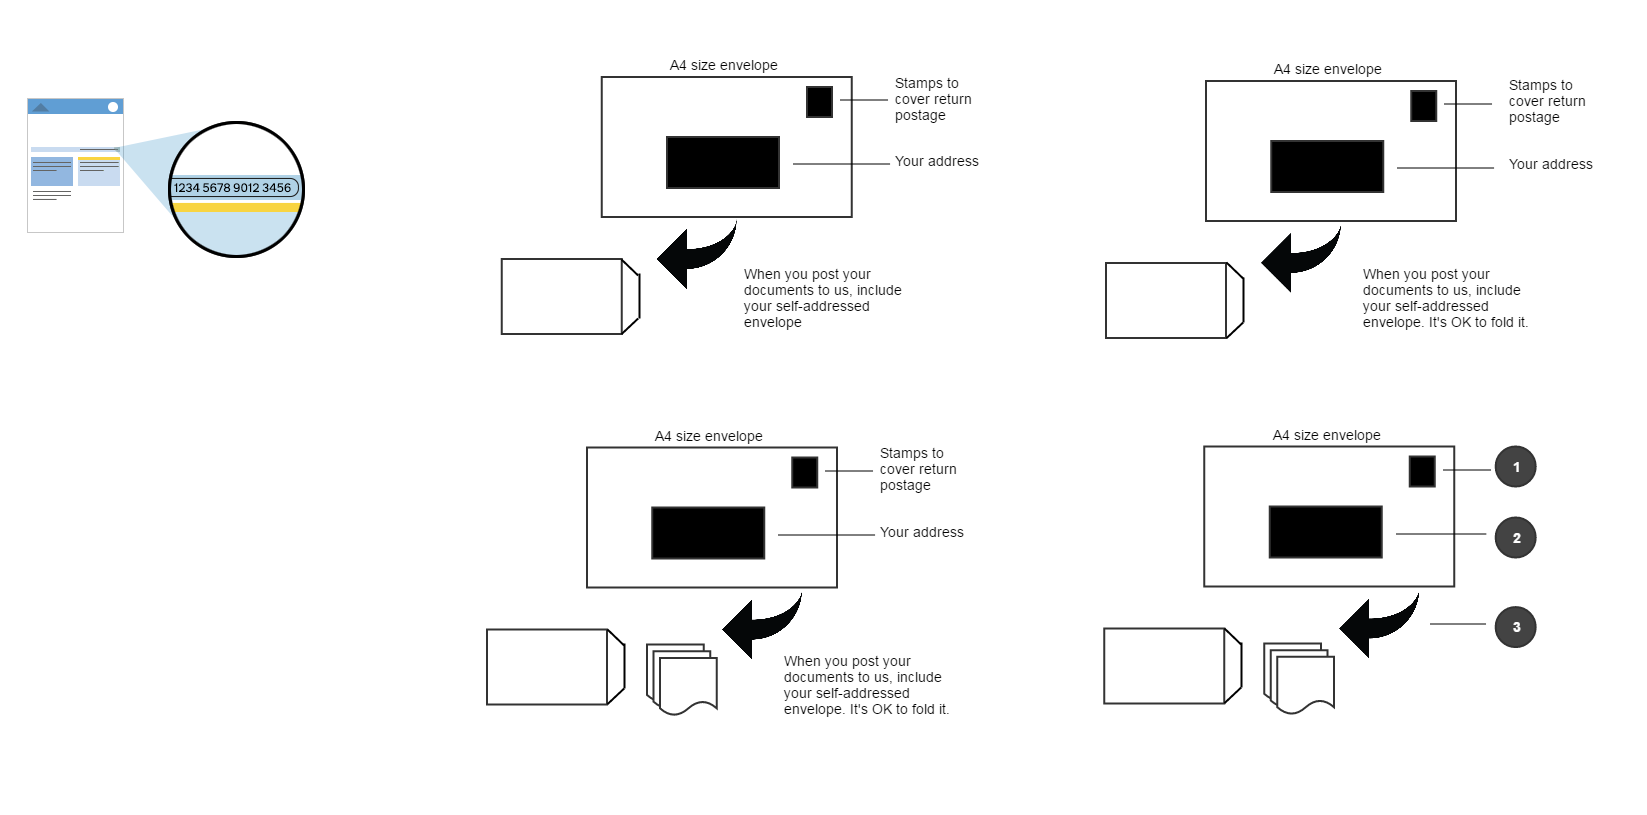 1234 5678 9012 3456
A4 size envelope
Stamps to
cover return
postage
Your address
When you post your
documents to us, include
your self-addressed
envelope
A4 size envelope
Stamps to
cover return
postage
Your address
When you post your
documents to us, include
your self-addressed
envelope. It's OK to fold it.
A4 size envelope
Stamps to
cover return
postage
Your address
When you post your
documents to us, include
your self-addressed
envelope. It's OK to fold it.
A4 size envelope
1
2
3